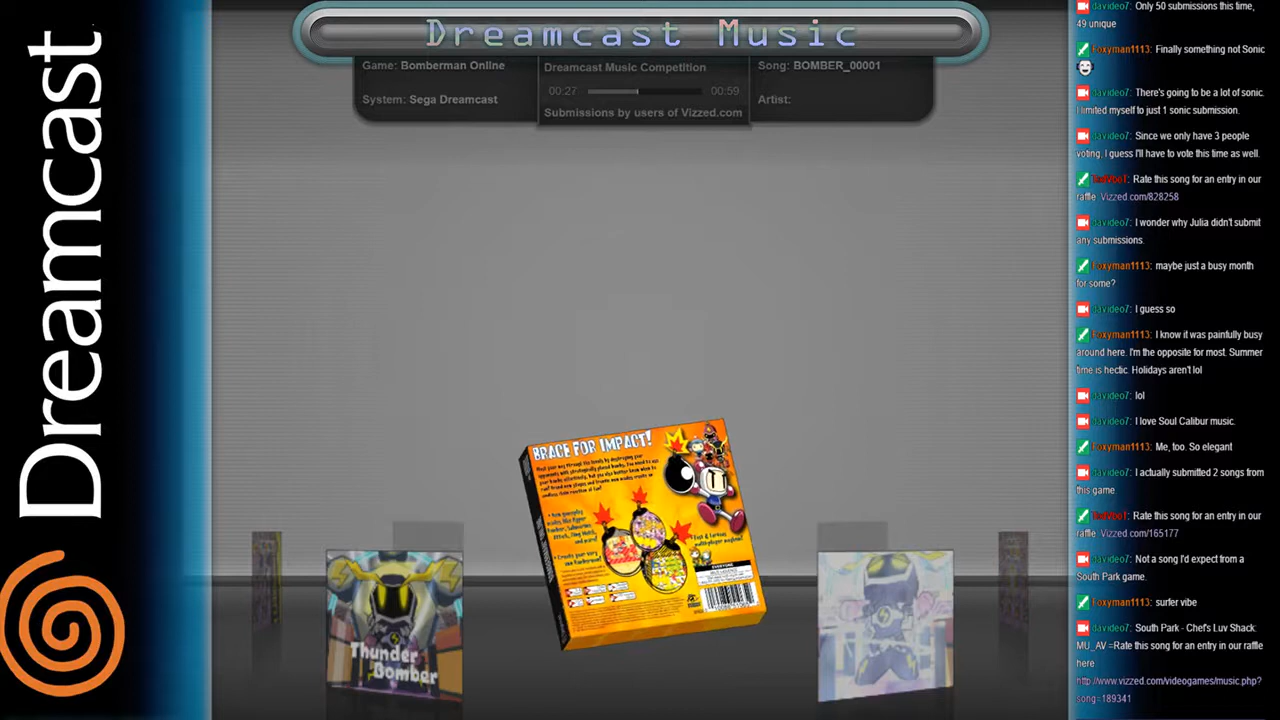 Dreamcast
Dreamcast Music
Game: Bomberman Online
System: Sega Dreamcast
Dreamcast Music Competition
00:27
00:59
Submissions by users of Vizzed.com
Song: BOMBER_00001
Artist:
BRACE FOR IMPACT!
Thunder
Bomber
EVERYONE
davideo7: Only 50 submissions this time,
49 unique
Foxyman1113: Finally something not Sonic
davideo7: There's going to be a lot of sonic.
I limited myself to just 1 sonic submission.
davideo7: Since we only have 3 people
voting, I guess I'll have to vote this time as well.
Rate this song for an entry in our
raffle Vizzed.com/828258
davideo7: I wonder why Julia didn't submit
any submissions.
Foxyman1113: maybe just a busy month
for some?
davideo7: I guess so
Foxyman1113: I know it was painfully busy
around here. I'm the opposite for most. Summer
time is hectic. Holidays aren't lol
davideo7: lol
davideo7: I love Soul Calibur music.
Foxyman1113: Me, too. So elegant
davideo7: I actually submitted 2 songs from
this game
Rate this song for an entry in our
raffle Vizzed.com/165177
davideo7: Not a song I'd expect from a
South Park game.
Foxyman1113: surfer vibe
davideo7: South Park - Chef's Luv Shack:
MU_AV =Rate this song for an entry in our raffle
here
http://www.vizzed.com/videogames/music.php?
song=189341